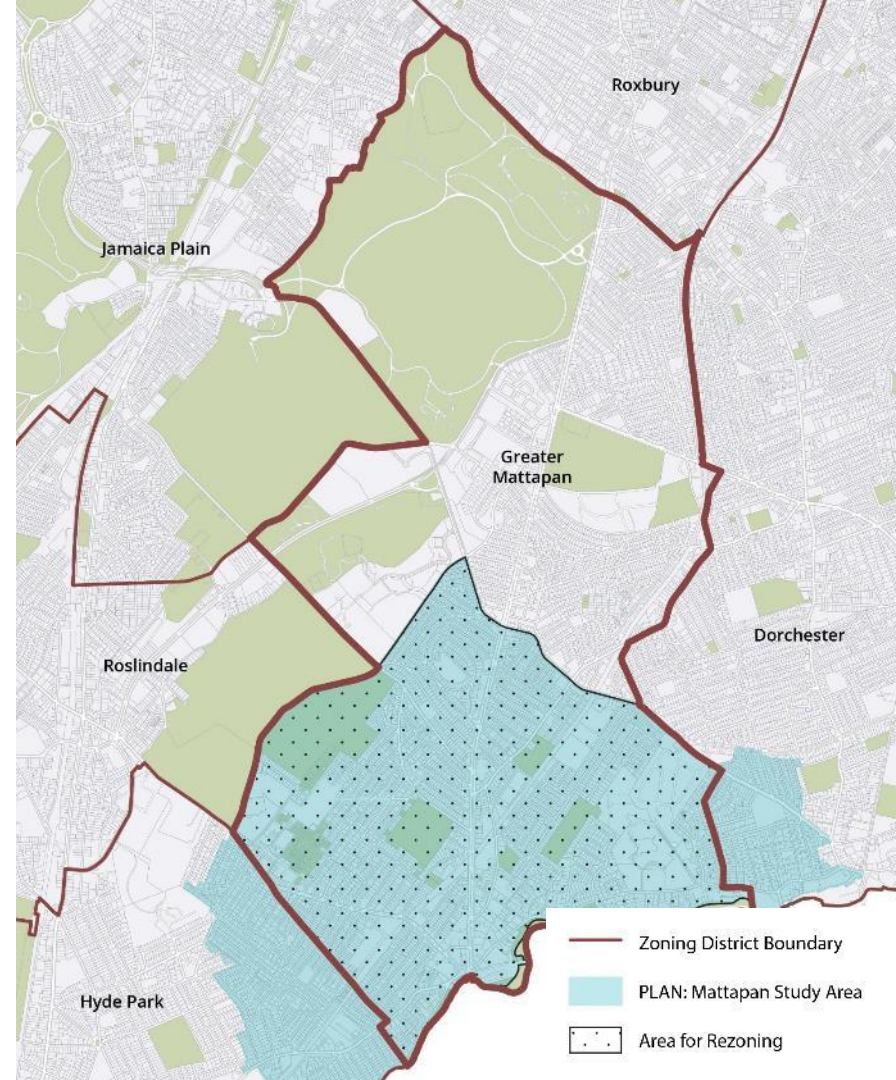 Roxbury
Jamaica Plain
Greater
Mattapan
Dorchester
Roslindale
Hyde Park
Zoning District Boundary
PLAN: Mattapan Study Area
Area for Rezoning